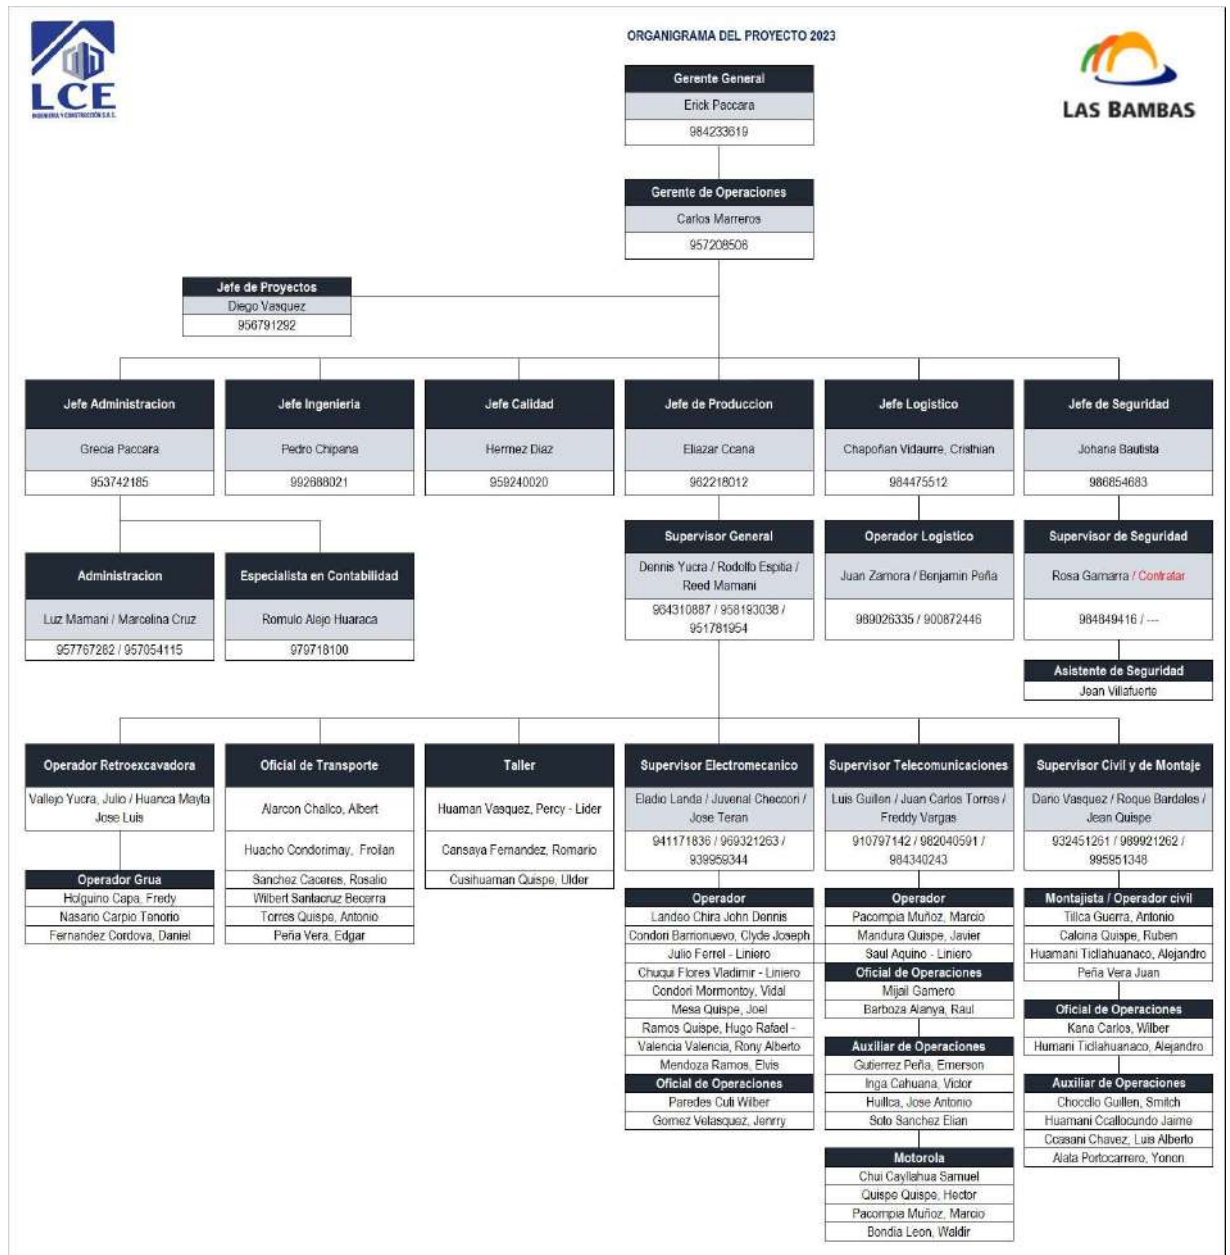 ORGANIGRAMA DEL PROYECTO 2023
LCE
INGENIERIA Y CONSTRUCCIÓN S.A.C.
LAS BAMBAS
Gerente General
Erick Paccara
984233619
Gerente de Operaciones
Carlos Marreros
957208506
Jefe de Proyectos
Diego Vasquez
956791292
Jefe Administracion
Grecia Paccara
953742185
Jefe Ingenieria
Pedro Chipana
992688021
Jefe Calidad
Hermez Diaz
959240020
Jefe de Produccion
Eliazar Ccana
962218012
Jefe Logistico
Chapoñan Vidaurre, Cristhian
984475512
Jefe de Seguridad
Johana Bautista
986854683
Administracion
Luz Mamani / Marcelina Cruz
957767282 / 957054115
Especialista en Contabilidad
Romulo Alejo Huaraca
979718100
Supervisor General
Dennis Yucra / Rodolfo Espitia /
Reed Mamani
964310887 / 958193038 /
951781954
Operador Logistico
Juan Zamora / Benjamin Peña
989026335 / 900872446
Supervisor de Seguridad
Rosa Gamarra / Contratar
984849416 / ---
Asistente de Seguridad
Jean Villafuerte
Operador Retroexcavadora
Vallejo Yucra, Julio / Huanca Mayta
Jose Luis
Operador Grua
Holguino Capa, Fredy
Nasario Carpio Tenorio
Fernandez Cordova, Daniel
Oficial de Transporte
Alarcon Challco, Albert
Huacho Condorimay, Froilan
Sanchez Caceres, Rosalio
Wilbert Santacruz Becerra
Torres Quispe, Antonio
Peña Vera, Edgar
Taller
Huaman Vasquez, Percy - Lider
Cansaya Fernandez, Romario
Cusihuaman Quispe, Ulder
Supervisor Electromecanico
Eladio Landa / Juvenal Checcori /
Jose Teran
941171836 / 969321263 /
939959344
Operador
Landeo Chira John Dennis
Condori Barrionuevo, Clyde Joseph
Julio Ferrel - Liniero
Chuqui Flores Vladimir - Liniero
Condori Mormontoy, Vidal
Mesa Quispe, Joel
Ramos Quispe, Hugo Rafael -
Valencia Valencia, Rony Alberto
Mendoza Ramos, Elvis
Oficial de Operaciones
Paredes Cuti Wilber
Gomez Velasquez, Jenrry
Supervisor Telecomunicaciones
Luis Guillen / Juan Carlos Torres /
Freddy Vargas
910797142 / 982040591 /
984340243
Operador
Pacompia Muñoz, Marcio
Mandura Quispe, Javier
Saul Aquino - Liniero
Oficial de Operaciones
Mijail Gamero
Barboza Alanya, Raul
Auxiliar de Operaciones
Gutierrez Peña, Emerson
Inga Cahuana, Victor
Huillca, Jose Antonio
Soto Sanchez Elian
Motorola
Chui Cayllahua Samuel
Quispe Quispe, Hector
Pacompia Muñoz, Marcio
Bondia Leon, Waldir
Supervisor Civil y de Montaje
Dario Vasquez / Roque Bardales /
Jean Quispe
932451261 / 989921262 /
995951348
Montajista / Operador civil
Tillca Guerra, Antonio
Calcina Quispe, Ruben
Huamani Ticllahuanaco, Alejandro
Peña Vera Juan
Oficial de Operaciones
Kana Carlos, Wilber
Humani Ticllahuanaco, Alejandro
Auxiliar de Operaciones
Chocllo Guillen, Smitch
Huamani Ccallocundo Jaime
Ccasani Chavez, Luis Alberto
Alata Portocarrero, Yonon